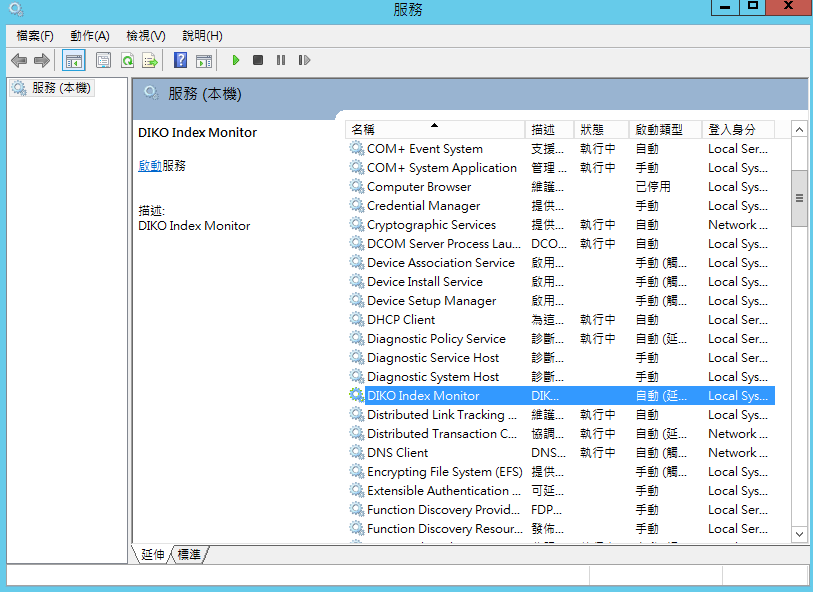 服務
檔案(F) 動作(A) 檢視(V) 說明(H)
服務 (本機)
服務 (本機)
DIKO Index Monitor
啟動服務
描述:
DIKO Index Monitor
名稱 描述 狀態 啟動類型 登入身分
COM+ Event System 支援... 執行中 自動 Local Ser...
COM+ System Application 管理 ... 執行中 手動 Local Sys...
Computer Browser 維護... 已停用 Local Sys...
Credential Manager 提供... 手動 Local Sys...
Cryptographic Services 提供... 執行中 自動 Network ...
DCOM Server Process Lau... DCO... 執行中 自動 Local Sys...
Device Association Service 啟用... 手動 (觸... Local Sys...
Device Install Service 啟用... 手動 (觸... Local Sys...
Device Setup Manager 啟用... 手動 (觸... Local Sys...
DHCP Client 為這... 執行中 自動 Local Ser...
Diagnostic Policy Service 診斷... 執行中 自動 (延... Local Ser...
Diagnostic Service Host 診斷... 手動 Local Ser...
Diagnostic System Host 診斷... 手動 Local Sys...
DIKO Index Monitor DIK... 自動 (延... Local Sys...
Distributed Link Tracking ... 維護... 執行中 自動 Local Sys...
Distributed Transaction C... 協調... 執行中 自動 (延... Network ...
DNS Client DNS... 執行中 自動 (觸... Network ...
Encrypting File System (EFS) 提供... 手動 (觸... Local Sys...
Extensible Authentication ... 可延... 手動 Local Sys...
Function Discovery Provid... FDP... 手動 Local Ser...
Function Discovery Resour... 發佈... 手動 Local Ser...
延伸 標準